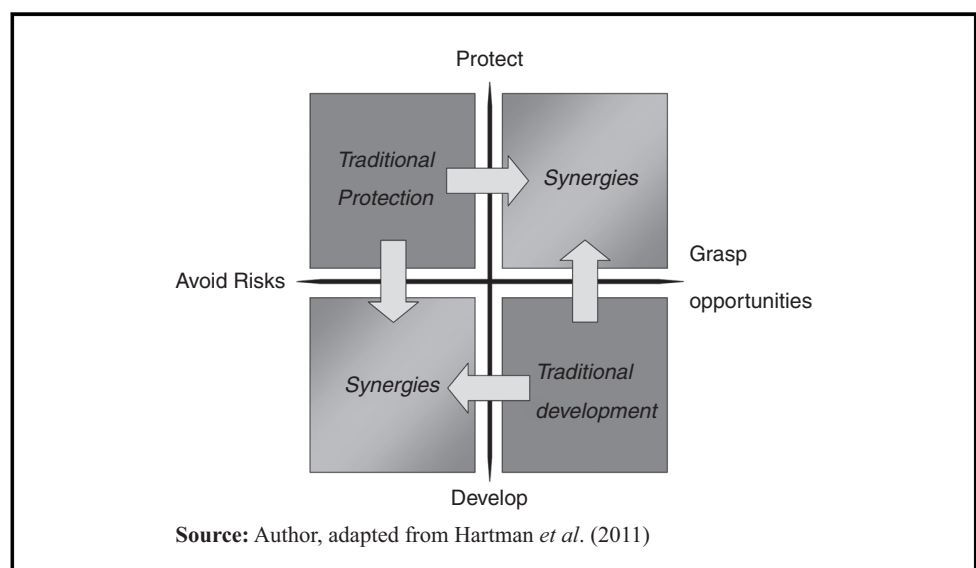 Protect
Traditional
Protection
Synergies
Avoid Risks
Grasp
opportunities
Synergies
Traditional
development
Develop
Source: Author, adapted from Hartman et al. (2011)